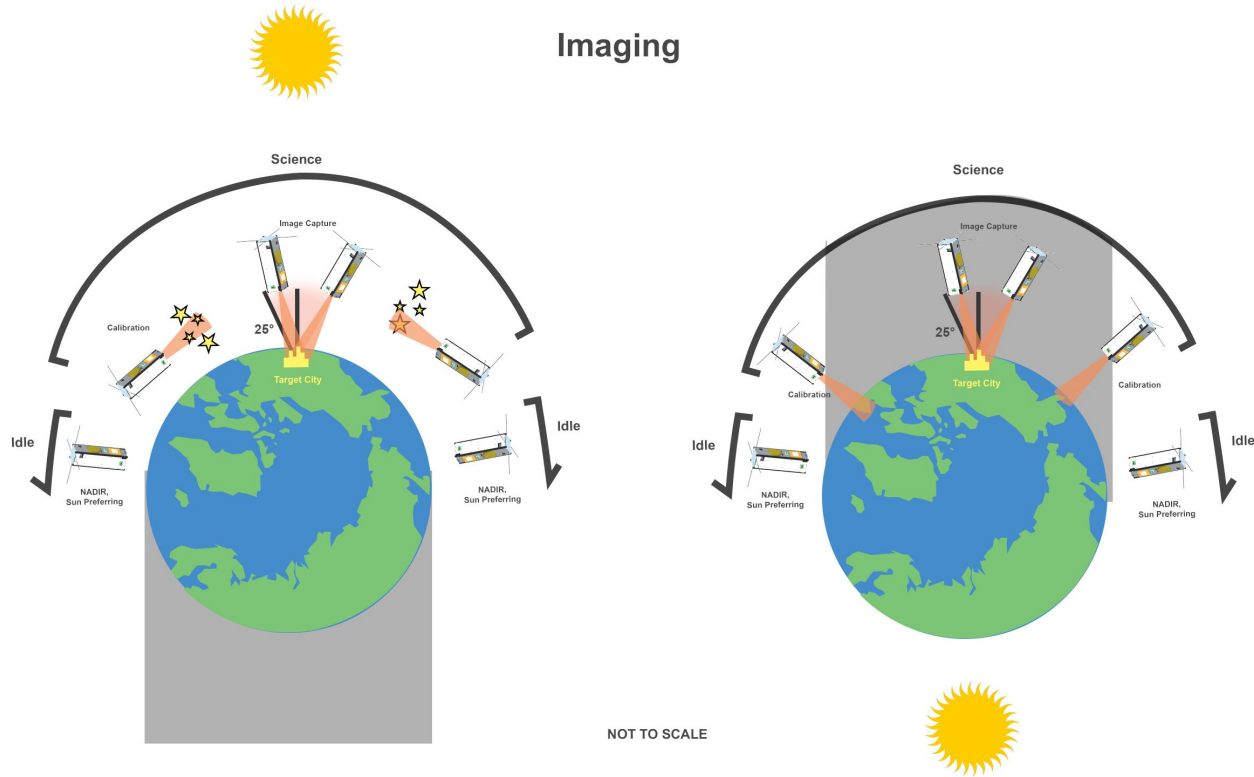 Imaging
Science
Image Capture
25°
Calibration
Target City
Idle
Idle
NADIR,
Sun Preferring
NADIR,
Sun Preferring
Science
Image Capture
25°
Target City
Calibration
Calibration
Idle
Idle
NADIR,
Sun Preferring
NADIR,
Sun Preferring
NOT TO SCALE